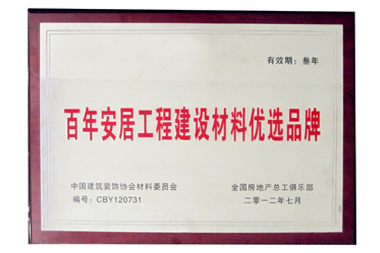 有效期：叁年
百年安居工程建设材料优选品牌
中国建筑装饰协会材料委员会 全国房地产总工俱乐部
编号：CBY120731 二零一二年七月